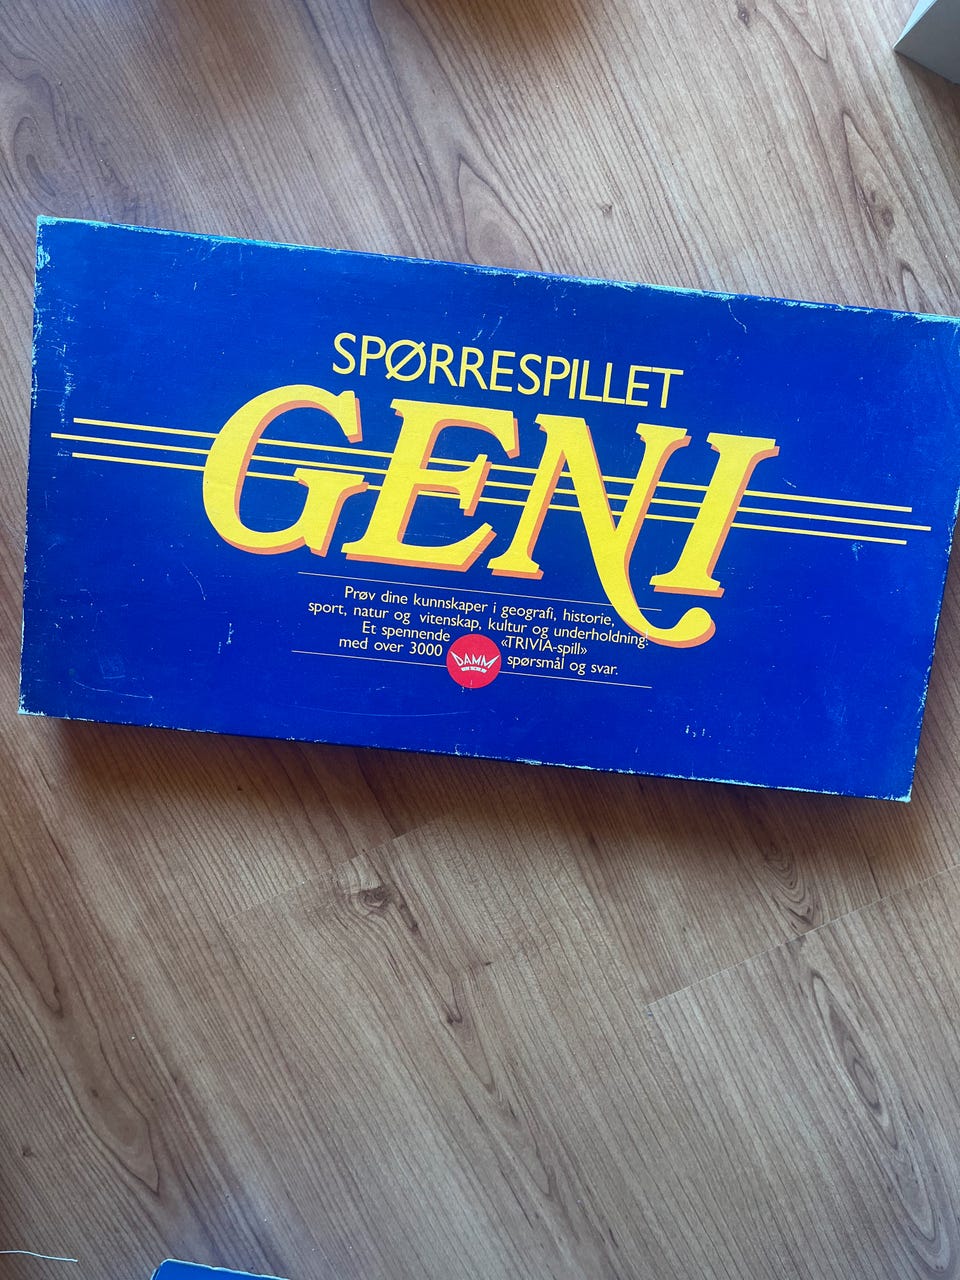 SPØRRESPILLET
GENI
Prøv dine kunnskaper i geografi, historie,
sport, natur og vitenskap, kultur og underholdning!
Et spennende «TRIVIA-spill»
med over 3000 spørsmål og svar.
DAMM